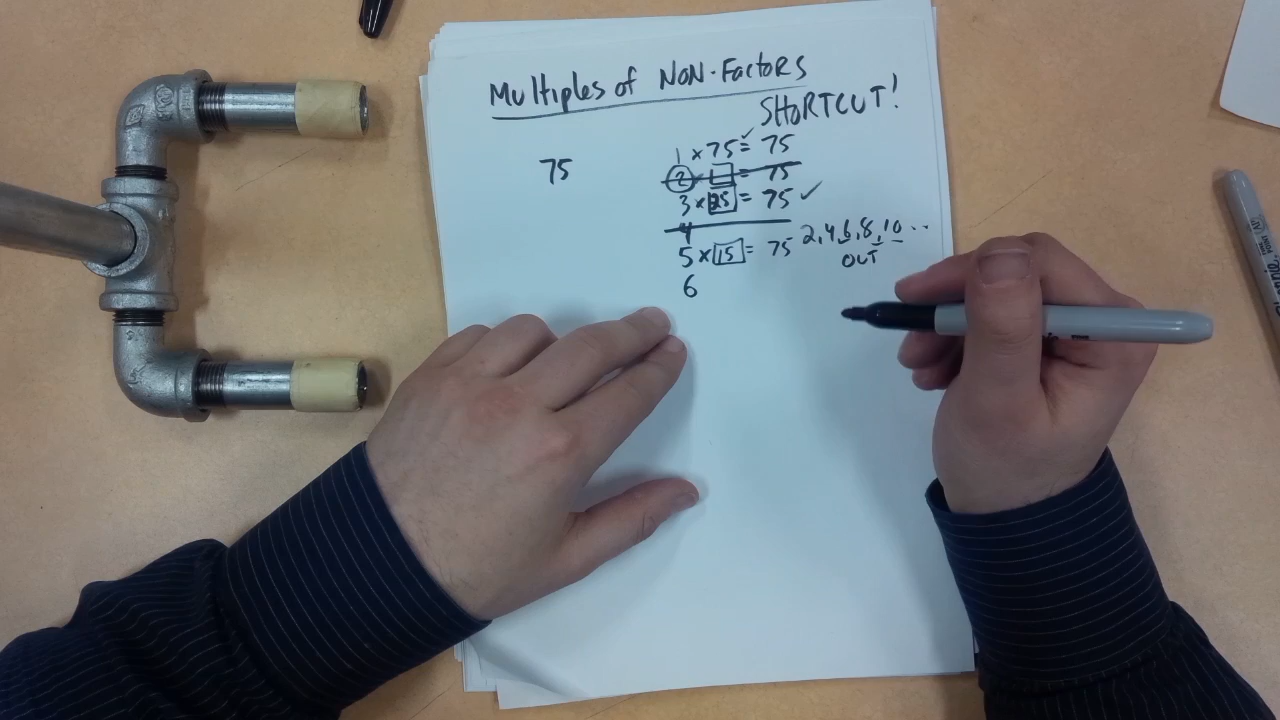 Multiples of NoN-Factors
SHORTCUT!
75
1 x 75 = 75 ✓
2 x = 75
3 x 25 = 75 ✓
4
2, 4, 6, 8, 10 ..
5 x 15 = 75
OUT
6